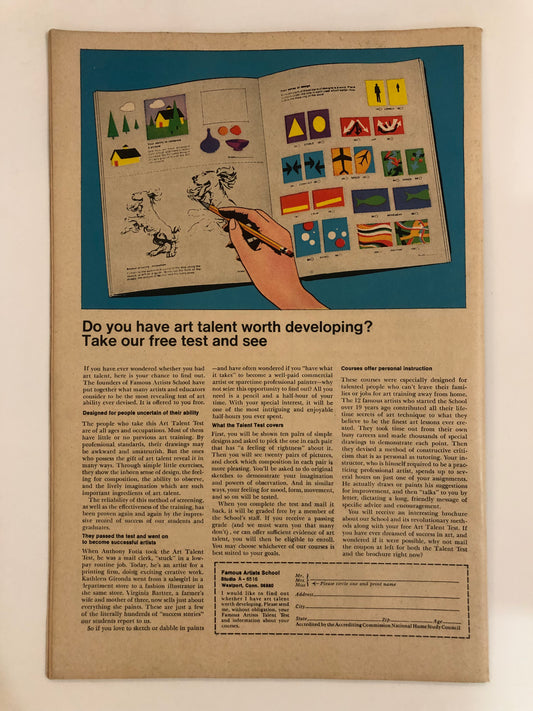 Do you have art talent worth developing?
Take our free test and see
If you have ever wondered whether you had
art talent, here is your chance to find out.
The founders of Famous Artists School have
put together what many artists and educators
consider to be the most revealing test of art
ability ever devised. It is offered to you free.
Designed for people uncertain of their ability
The people who take this Art Talent Test
are of all ages and occupations. Most of them
have little or no previous art training. By
professional standards, their drawings may
be awkward and amateurish. But the ones
who possess the gift of art talent reveal it in
many ways. Through simple little exercises,
they show the inborn sense of design, the feel-
ing for composition, the ability to observe,
and the lively imagination which are such
important ingredients of art talent.
The reliability of this method of screening,
as well as the effectiveness of the training, has
been proven again and again by the impres-
sive record of success of our students and
graduates.
They passed the test and went on
to become successful artists
When Anthony Fotia took the Art Talent
Test, he was a mail clerk, "stuck" in a low-
pay routine job. Today, he's an artist for a
printing firm, doing exciting creative work.
Kathleen Gironda went from a salesgirl in a
department store to a fashion illustrator in
the same store. Virginia Bartter, a farmer's
wife and mother of three, now sells just about
everything she paints. These are just a few
of the literally hundreds of "success stories"
our students report to us.
So if you love to sketch or dabble in paints
—and have often wondered if you "have what
it takes" to become a well-paid commercial
artist or sparetime professional painter—why
not seize this opportunity to find out? All you
need is a pencil and a half-hour of your
time. With your special interest, it will be
one of the most intriguing and enjoyable
half-hours you ever spent.
What the Talent Test covers
First, you will be shown ten pairs of simple
designs and asked to pick the one in each pair
that has "a feeling of rightness" about it.
Then you will see twenty pairs of pictures,
and check which composition in each pair is
more pleasing. You'll be asked to do original
sketches to demonstrate your imagination
and powers of observation. And in similar
ways, your feeling for mood, form, movement,
and so on will be tested.
When you complete the test and mail it
back, it will be graded free by a member of
the School's staff. If you receive a passing
grade (and we must warn you that many
don't), or can offer sufficient evidence of art
talent, you will then be eligible to enroll.
You may choose whichever of our courses is
best suited to your goals.
Courses offer personal instruction
These courses were especially designed for
talented people who can't leave their fami-
lies or jobs for art training away from home.
The 12 famous artists who started the School
over 19 years ago contributed all their life-
time secrets of art technique to what they
believe to be the finest art lessons ever cre-
ated. They took time out from their own
busy careers and made thousands of special
drawings to demonstrate each point. Then
they devised a method of constructive criti-
cism that is as personal as tutoring. Your in-
structor, who is himself required to be a prac-
ticing professional artist, spends up to sev-
eral hours on just one of your assignments.
He actually draws or paints his suggestions
for improvement, and then "talks" to you by
letter, dictating a long, friendly message of
specific advice and encouragement.
You will receive an interesting brochure
about our School and its revolutionary meth-
ods along with your free Art Talent Test. If
you have ever dreamed of success in art, and
wondered if it were possible, why not mail
the coupon at left for both the Talent Test
and the brochure right now?
Famous Artists School
Studio A - 6516
Westport, Conn. 06880
I would like to find out
whether I have art talent
worth developing. Please send
me, without obligation, your
Famous Artists Talent Test
and information about your
courses.
Mr.
Mrs.
Miss
Please circle one and print name
Address
City
State Zip Age
Accredited by the Accrediting Commission National Home Study Council